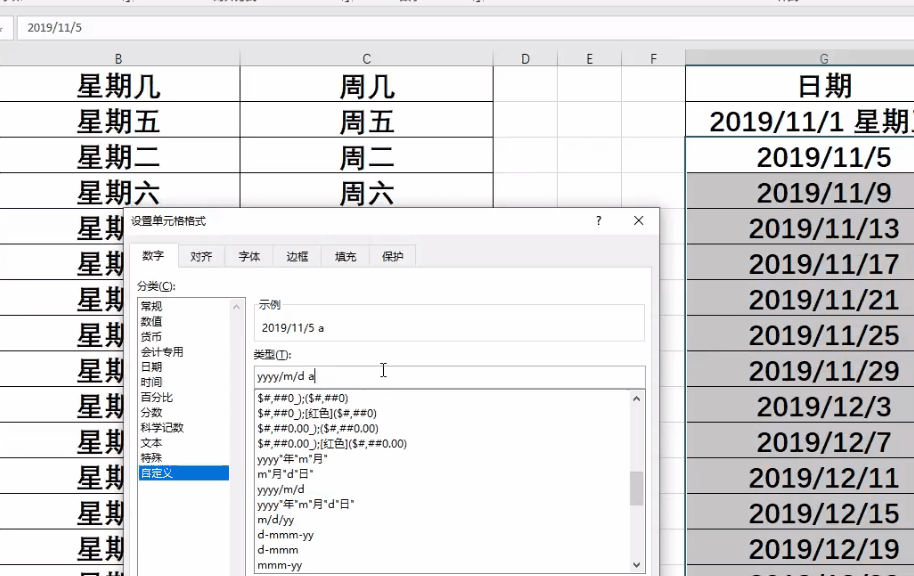 2019/11/5
B C D E F G
星期几 周几 日期
星期五 周五 2019/11/1 星期
星期二 周二 2019/11/5
星期六 周六 2019/11/9
设置单元格格式 ? ×
星期 2019/11/13
数字 对齐 字体 边框 填充 保护
星期 2019/11/17
分类(C):
常规 示例
星期 2019/11/21
数值 2019/11/5 a
货币
星期 2019/11/25
会计专用 类型(T):
日期
星期 2019/11/29
时间 yyyy/m/d a
百分比 $#,##0_);($#,##0)
星期 2019/12/3
分数 $#,##0_);[红色]($#,##0)
科学记数 $#,##0.00_);($#,##0.00)
星期 2019/12/7
文本 $#,##0.00_);[红色]($#,##0.00)
特殊 yyyy"年"m"月"
自定义 m"月"d"日"
星期 2019/12/11
yyyy/m/d
yyyy"年"m"月"d"日"
星期 2019/12/15
m/d/yy
d-mmm-yy
星期 2019/12/19
d-mmm
mmm-yy